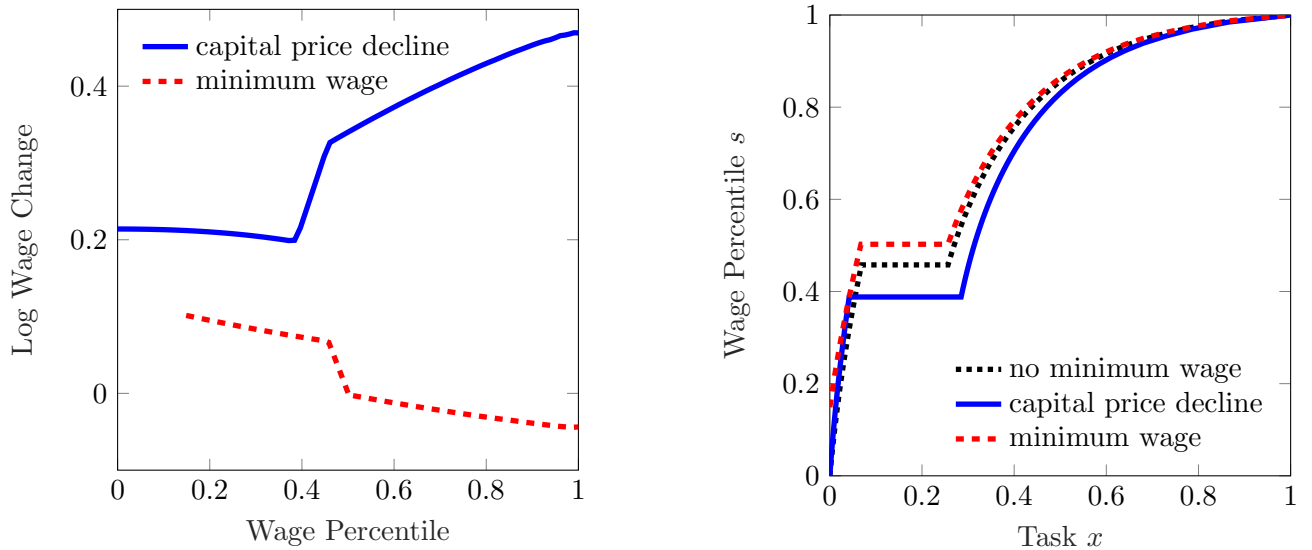 capital price decline
minimum wage
0.4
0.2
0
Log Wage Change
0
0.2
0.4
0.6
0.8
1
Wage Percentile
1
0.8
0.6
0.4
0.2
0
Wage Percentile s
no minimum wage
capital price decline
minimum wage
0
0.2
0.4
0.6
0.8
1
Task x